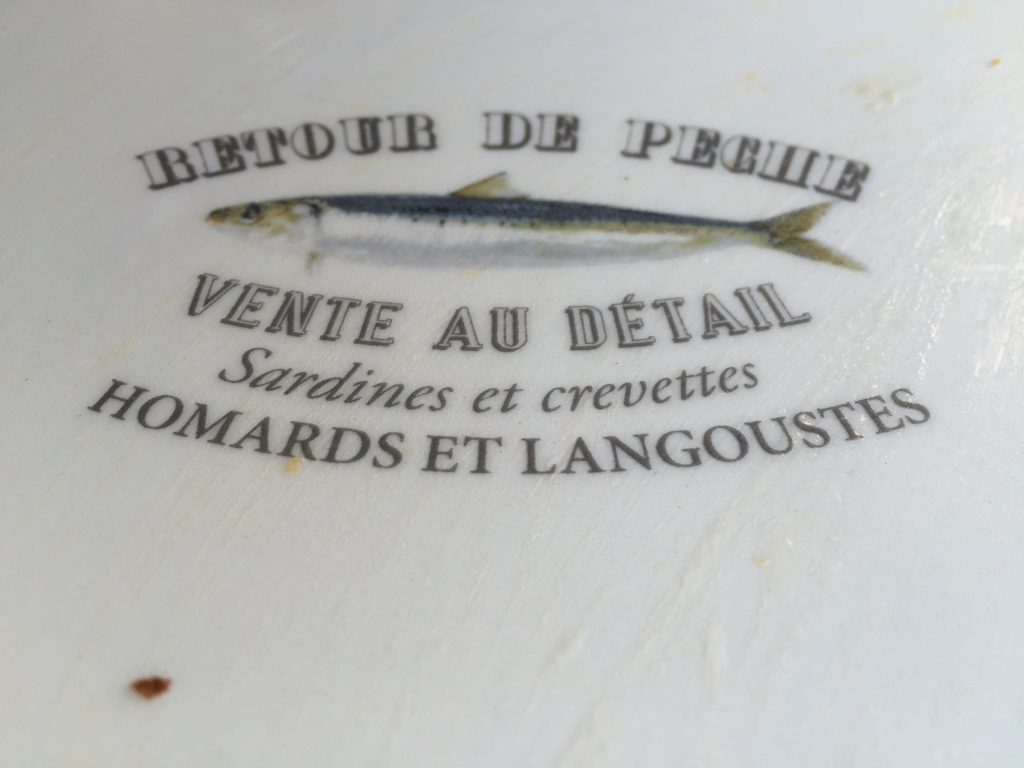 RETOUR DE PECHE
VENTE AU DÉTAIL
Sardines et crevettes
HOMARDS ET LANGOUSTES